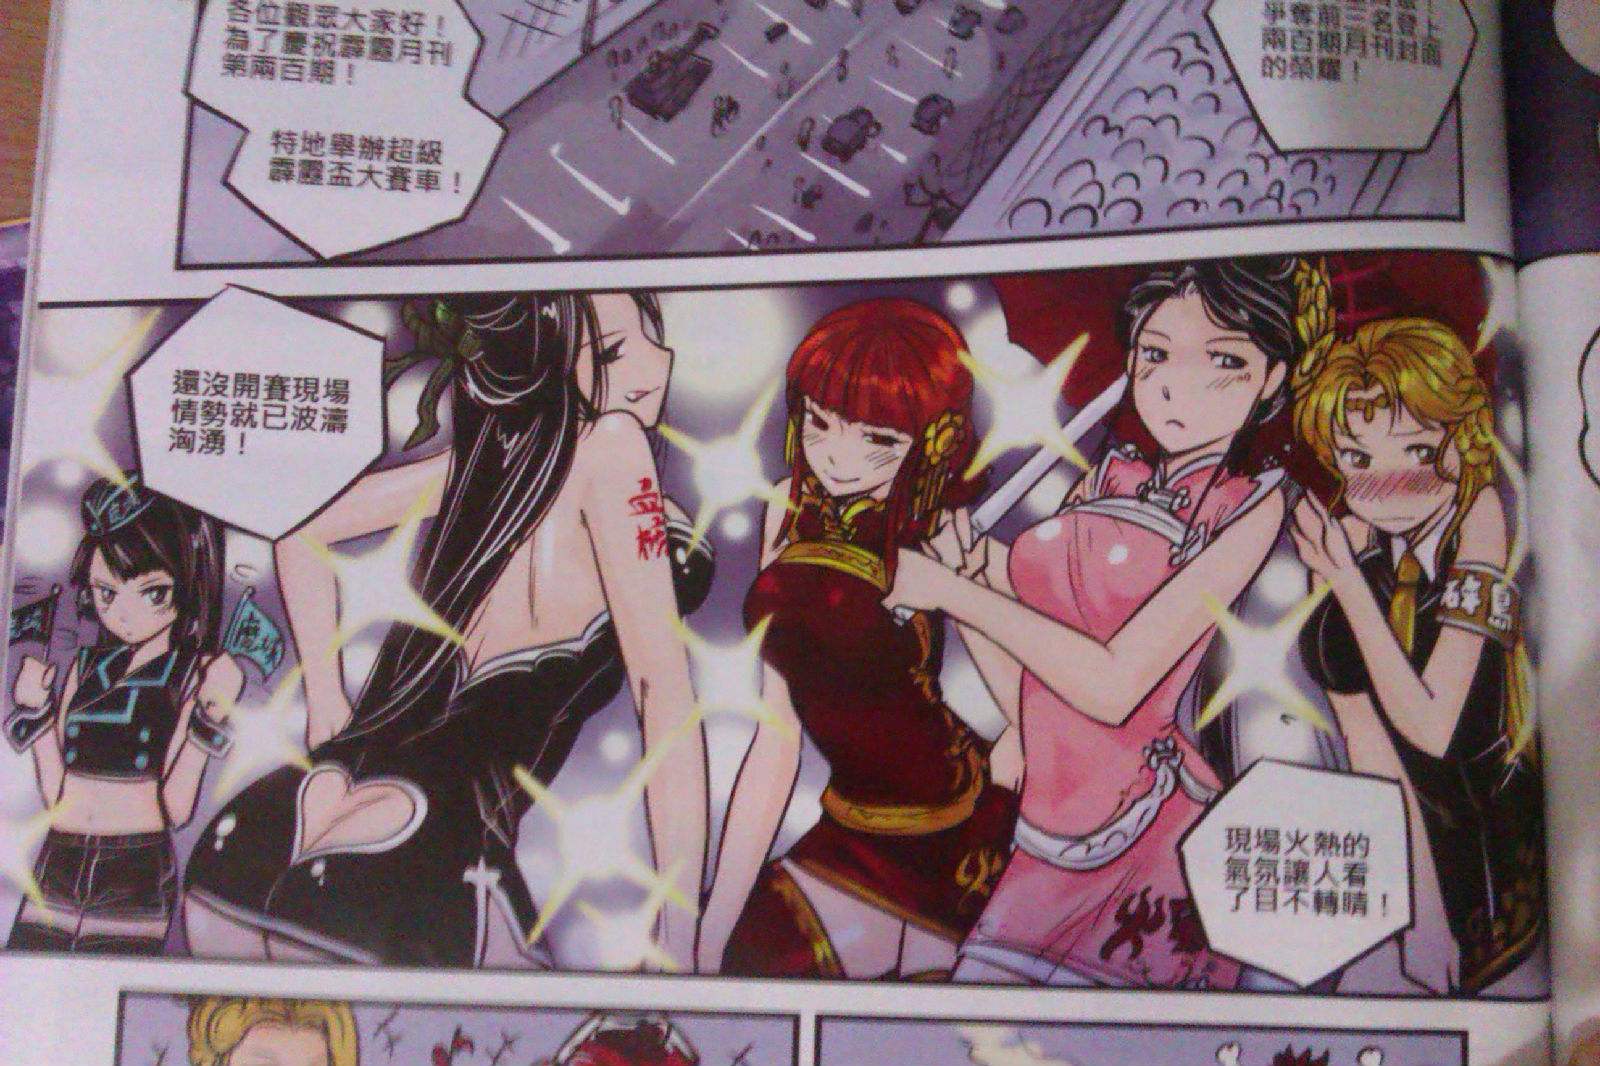 各位觀眾大家好！
為了慶祝霹靂月刊
第兩百期！
特地舉辦超級
霹靂盃大賽車！
爭奪前三名登上
兩百期月刊封面
的榮耀！
還沒開賽現場
情勢就已波濤
洶湧！
現場火熱的
氣氛讓人看
了目不轉睛！